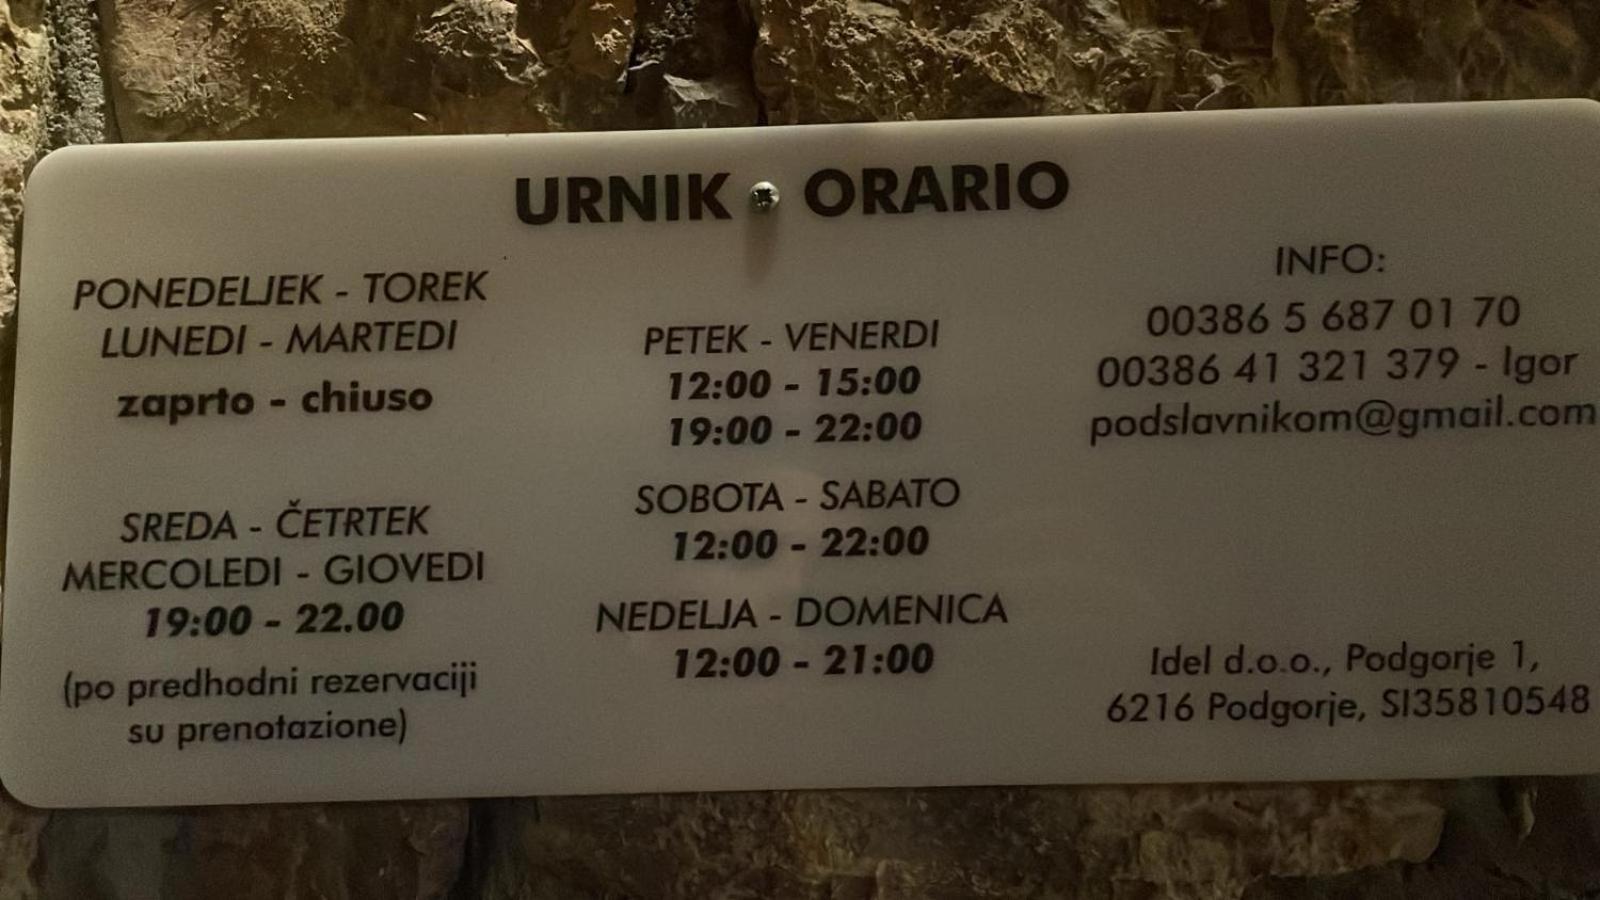 URNIK ORARIO
PONEDELJEK - TOREK
LUNEDI - MARTEDI
zaprto - chiuso
SREDA - ČETRTEK
MERCOLEDI - GIOVEDI
19:00 - 22.00
(po predhodni rezervaciji
su prenotazione)
PETEK - VENERDI
12:00 - 15:00
19:00 - 22:00
SOBOTA - SABATO
12:00 - 22:00
NEDELJA - DOMENICA
12:00 - 21:00
INFO:
00386 5 687 01 70
00386 41 321 379 - Igor
podslavnikom@gmail.com
Idel d.o.o., Podgorje 1,
6216 Podgorje, SI35810548